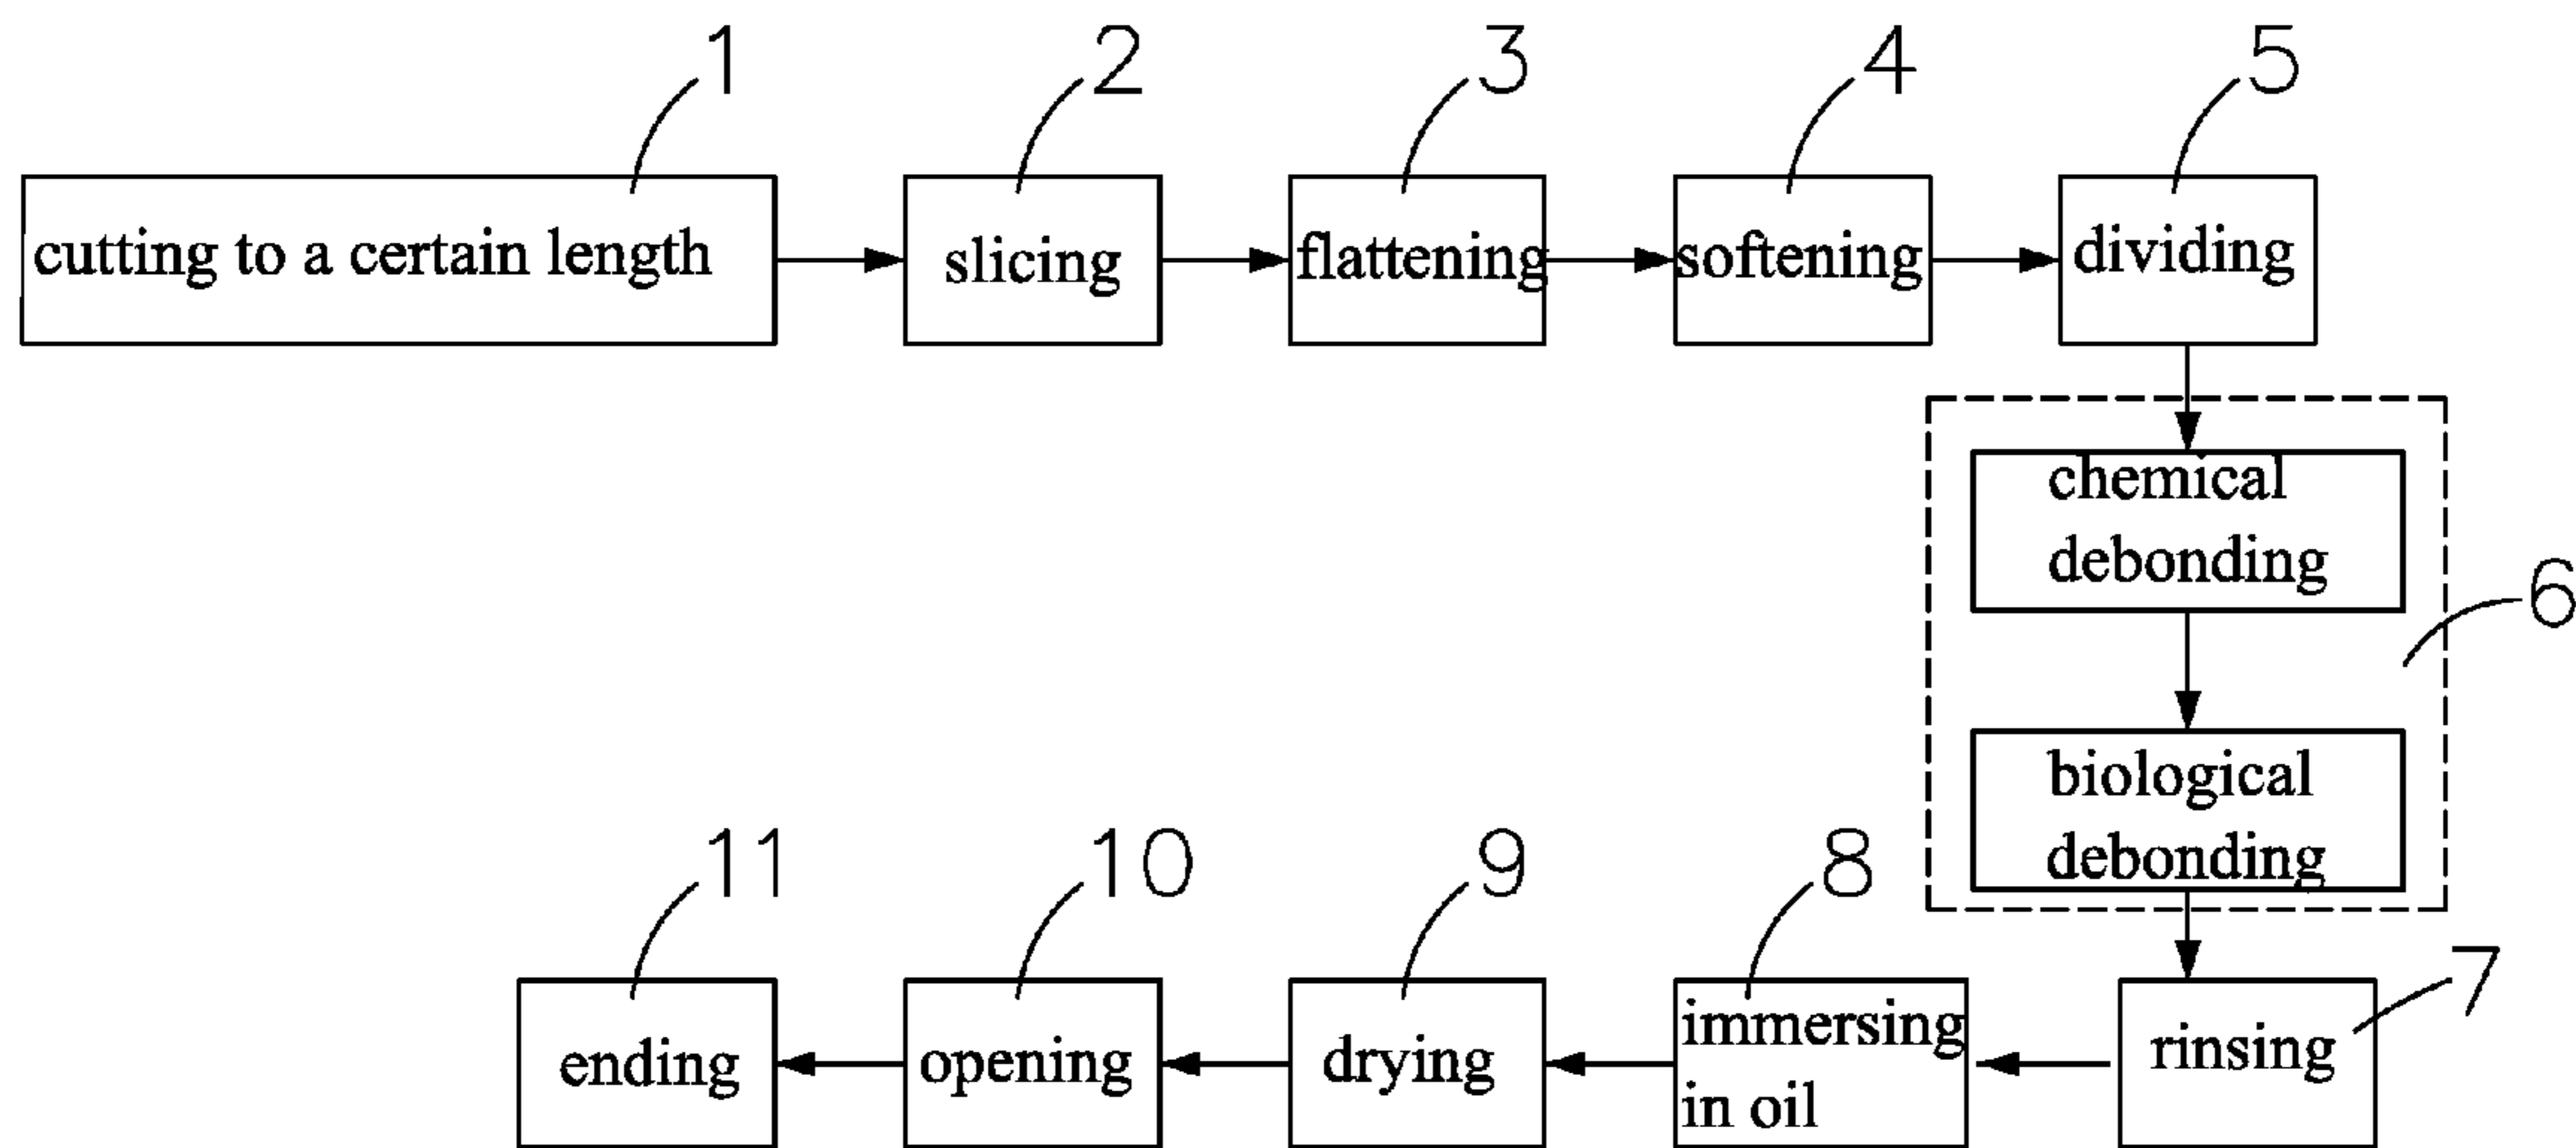 1
2
3
4
5
cutting to a certain length
slicing
flattening
softening
dividing
chemical
debonding
6
biological
debonding
11
10
9
8
7
ending
opening
drying
immersing
in oil
rinsing